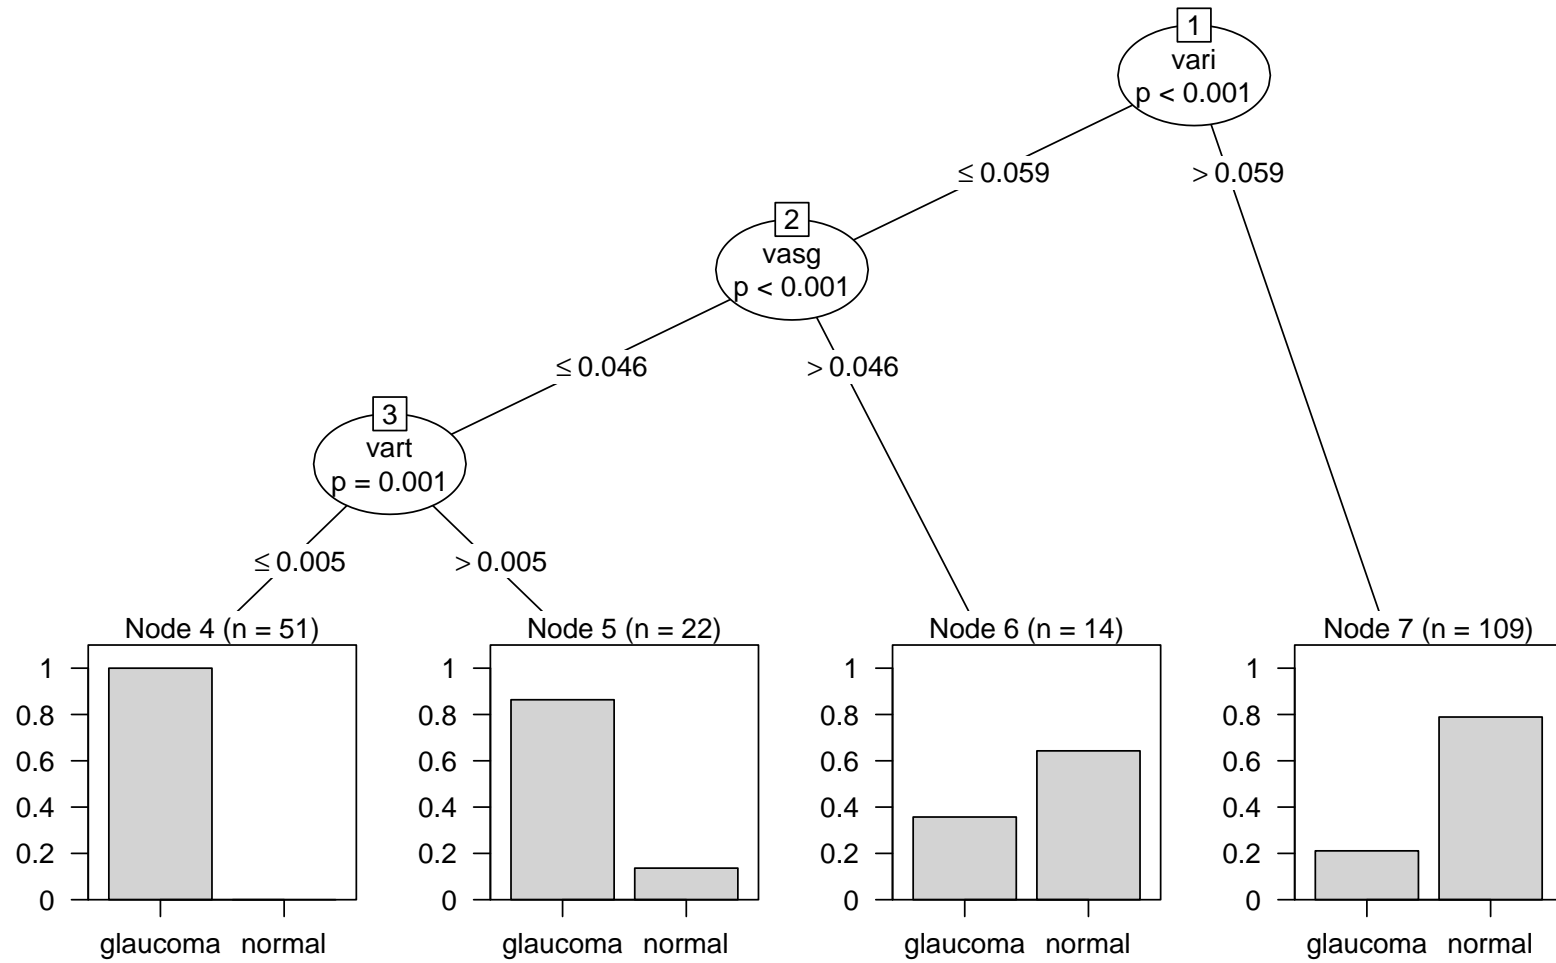 1
vari
p < 0.001
≤ 0.059
> 0.059
2
vasg
p < 0.001
≤ 0.046
> 0.046
3
vart
p = 0.001
≤ 0.005
> 0.005
Node 4 (n = 51)
1
0.8
0.6
0.4
0.2
0
glaucoma normal
Node 5 (n = 22)
1
0.8
0.6
0.4
0.2
0
glaucoma normal
Node 6 (n = 14)
1
0.8
0.6
0.4
0.2
0
glaucoma normal
Node 7 (n = 109)
1
0.8
0.6
0.4
0.2
0
glaucoma normal